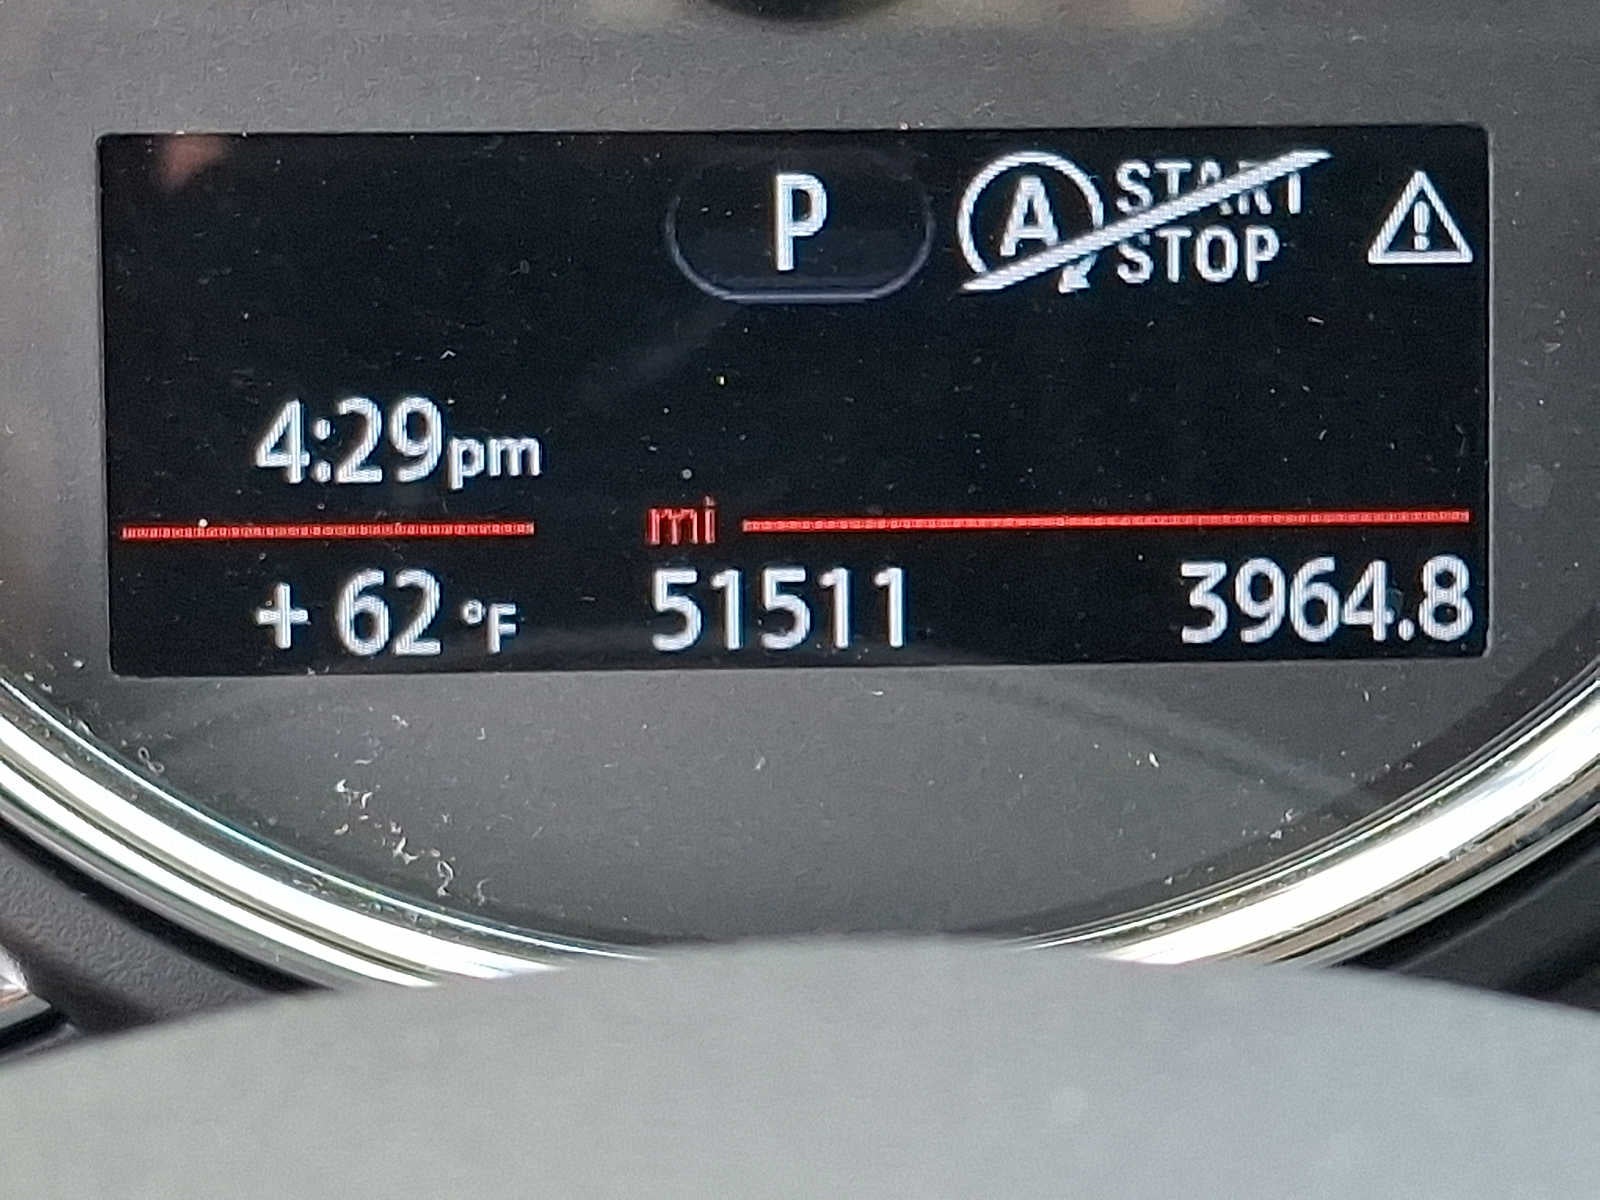 P
A START
STOP
4:29pm
mi
+ 62 °F 51511 3964.8